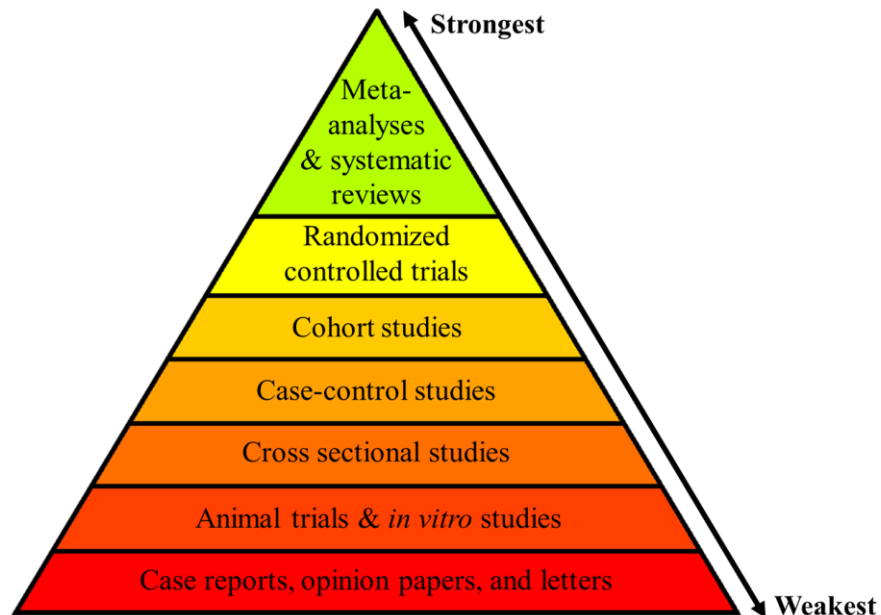 Strongest
Meta-
analyses
& systematic
reviews
Randomized
controlled trials
Cohort studies
Case-control studies
Cross sectional studies
Animal trials & in vitro studies
Case reports, opinion papers, and letters
Weakest